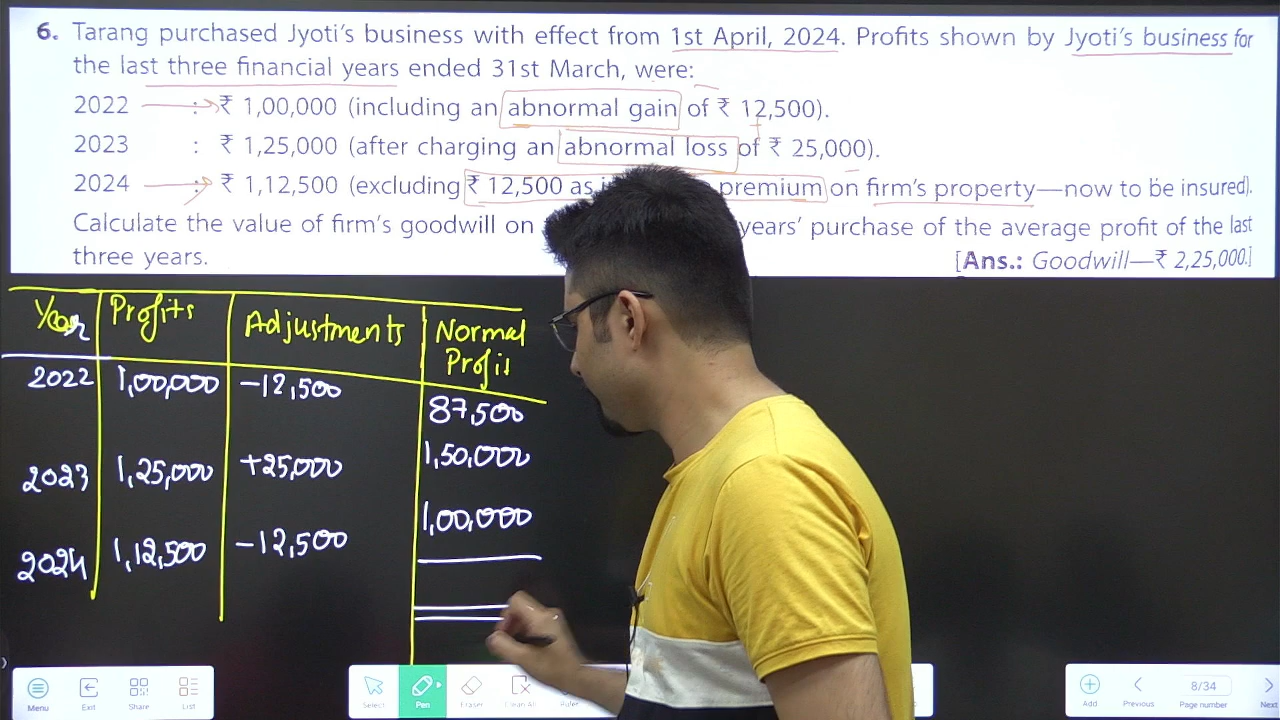 6. Tarang purchased Jyoti's business with effect from 1st April, 2024. Profits shown by Jyoti's business for
the last three financial years ended 31st March, were:
2022 : ₹ 1,00,000 (including an abnormal gain of ₹ 12,500).
2023 : ₹ 1,25,000 (after charging an abnormal loss of ₹ 25,000).
2024 : ₹ 1,12,500 (excluding ₹ 12,500 as premium on firm's property—now to be insured).
Calculate the value of firm's goodwill on years' purchase of the average profit of the last
three years. [Ans.: Goodwill—₹ 2,25,000.]
Year Profits Adjustments Normal Profit
2022 1,00,000 -12,500 87,500
2023 1,25,000 +25,000 1,50,000
2024 1,12,500 -12,500 1,00,000
Menu Exit Share List Select Pen Eraser Clean All Ruler Add Previous 8/34 Page number Next